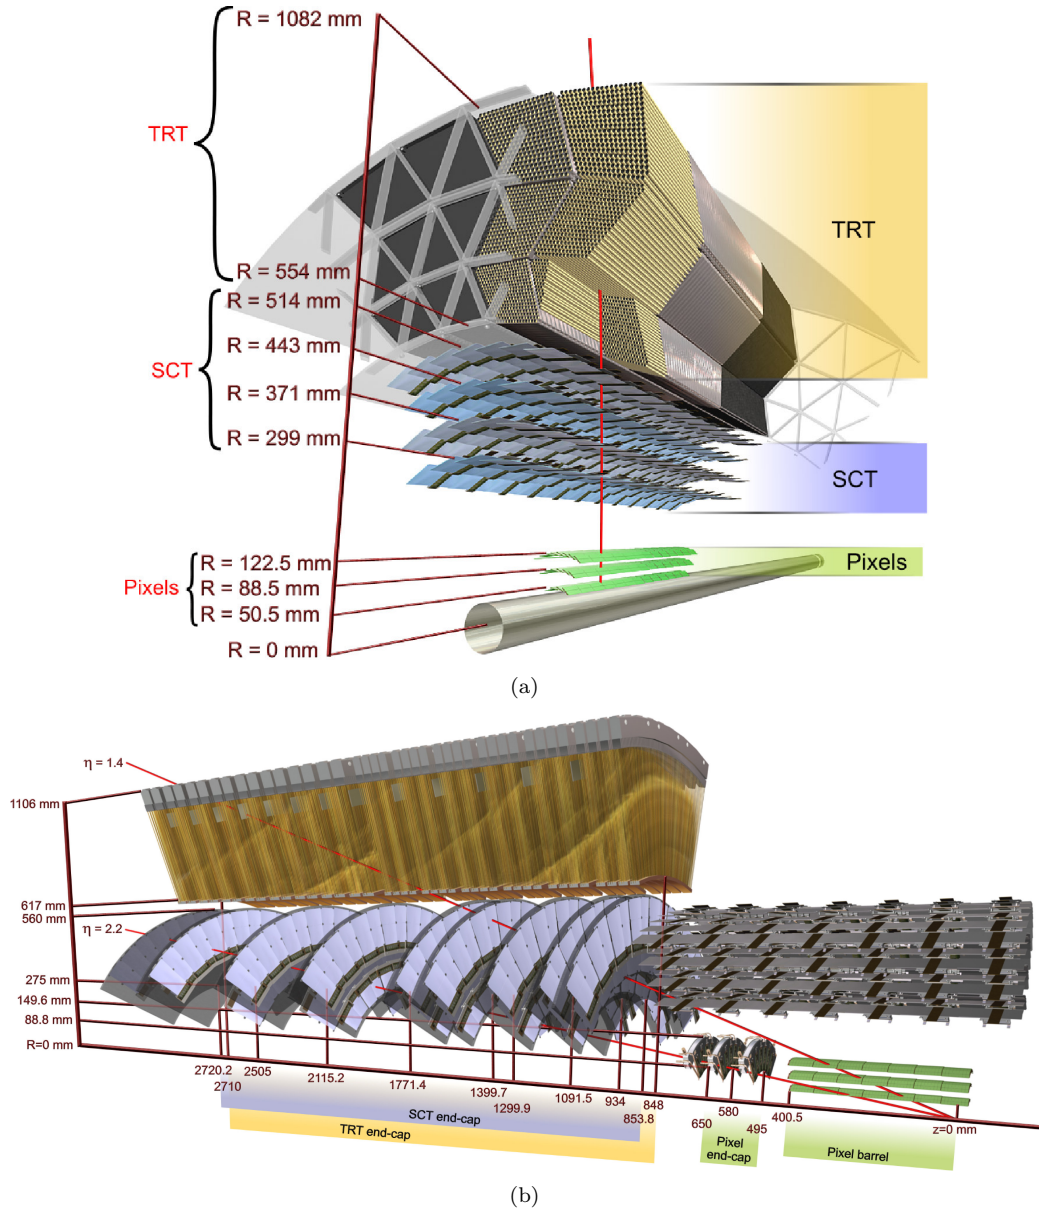 R = 1082 mm
TRT
R = 554 mm
R = 514 mm
R = 443 mm
SCT
R = 371 mm
R = 299 mm
R = 122.5 mm
Pixels
R = 88.5 mm
R = 50.5 mm
R = 0 mm
TRT
SCT
Pixels
(a)
η = 1.4
1106 mm
617 mm
560 mm
η = 2.2
275 mm
149.6 mm
88.8 mm
R=0 mm
2720.2
2710
2505
2115.2
1771.4
1399.7
1299.9
1091.5
934
853.8
848
650
580
495
400.5
z=0 mm
SCT end-cap
TRT end-cap
Pixel
end-cap
Pixel barrel
(b)